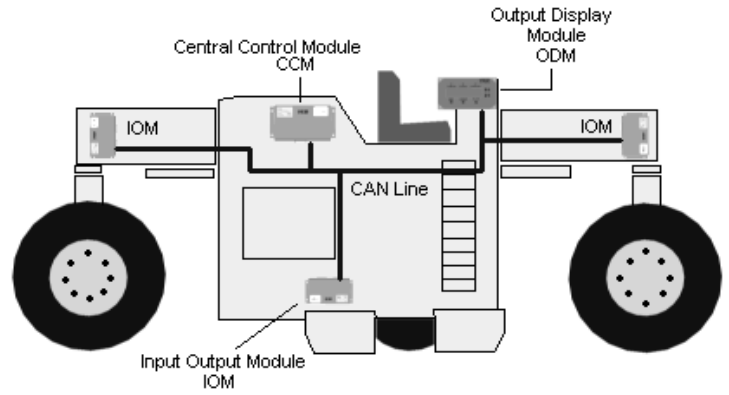 Output Display
Module
ODM
Central Control Module
CCM
IOM
IOM
CAN Line
Input Output Module
IOM